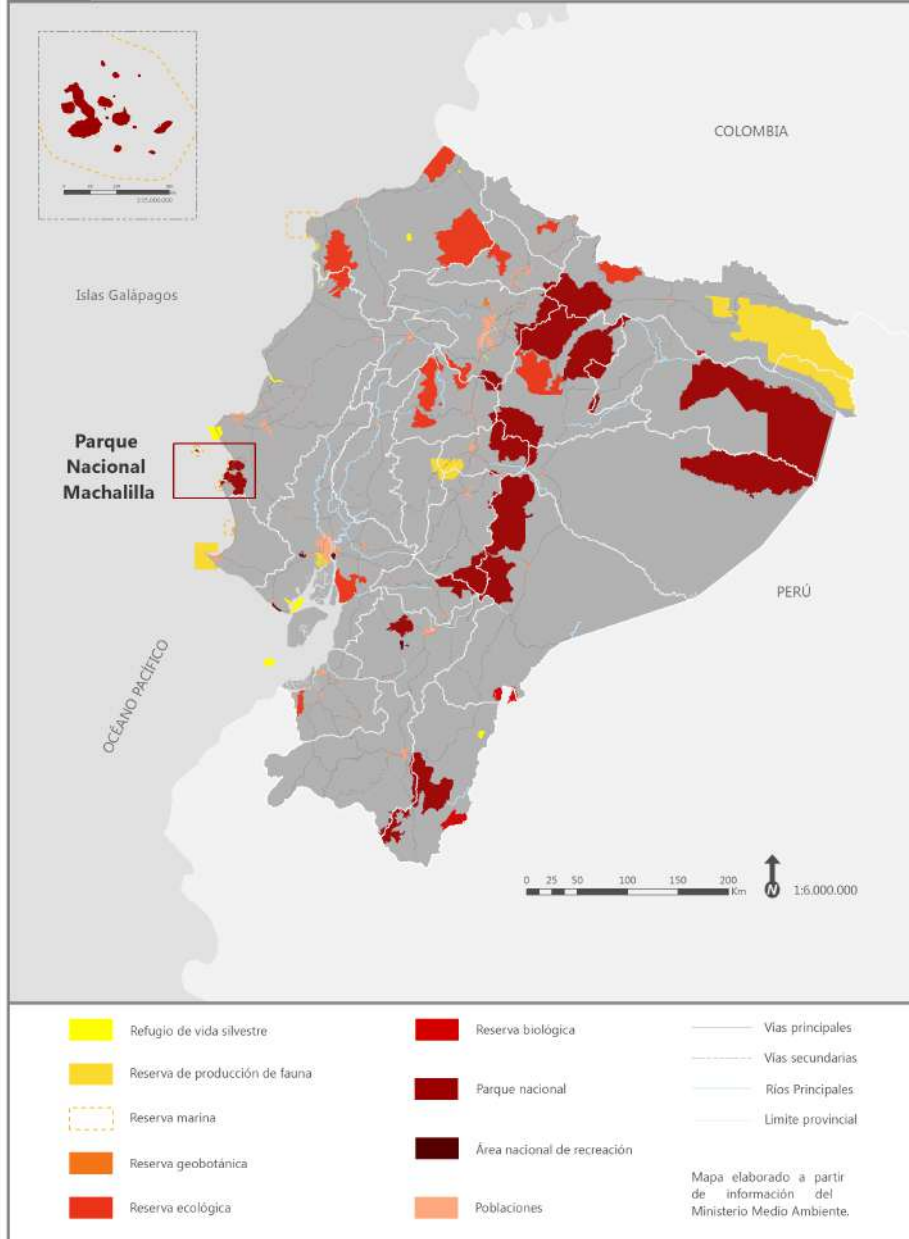 COLOMBIA
Islas Galápagos
Parque
Nacional
Machalilla
PERÚ
OCÉANO PACÍFICO
0 25 50 100 150 200
Km
N
1:6.000.000
Refugio de vida silvestre
Reserva de producción de fauna
Reserva marina
Reserva geobotánica
Reserva ecológica
Reserva biológica
Parque nacional
Área nacional de recreación
Poblaciones
Vías principales
Vías secundarias
Ríos Principales
Limite provincial
Mapa elaborado a partir
de información del
Ministerio Medio Ambiente.